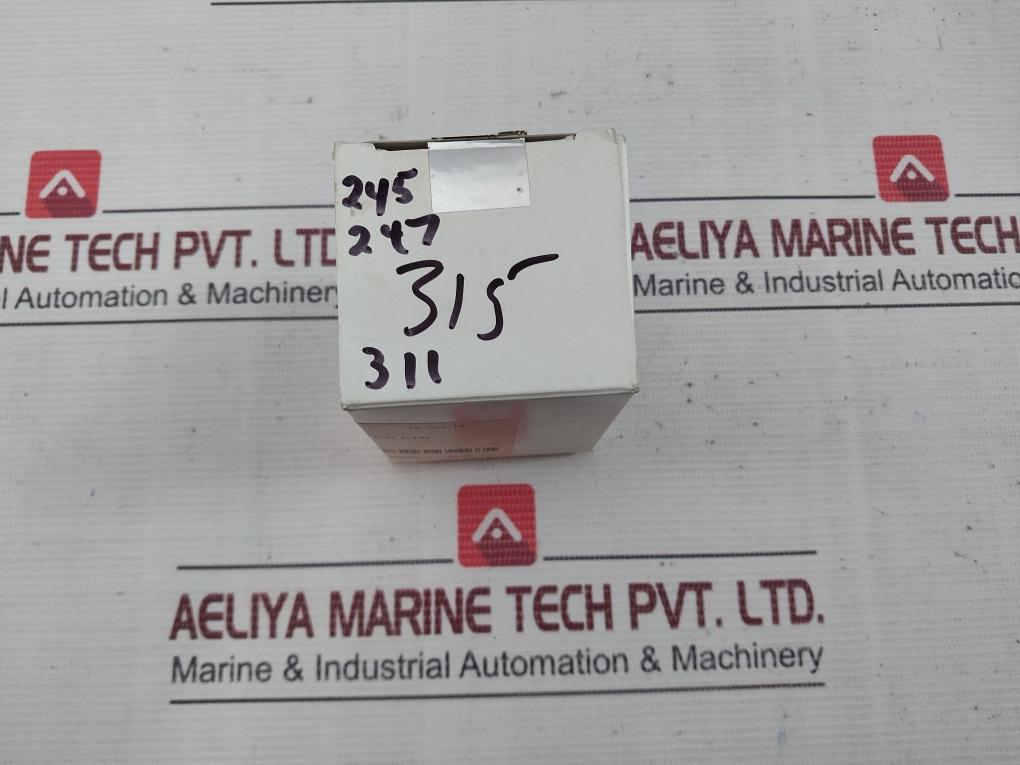 NE TECH PVT. LTD
l Automation & Machinery
AELIYA MARINE TECH
Marine & Industrial Automatio
245
247
315
311
AELIYA MARINE TECH PVT. LTD.
Marine & Industrial Automation & Machinery